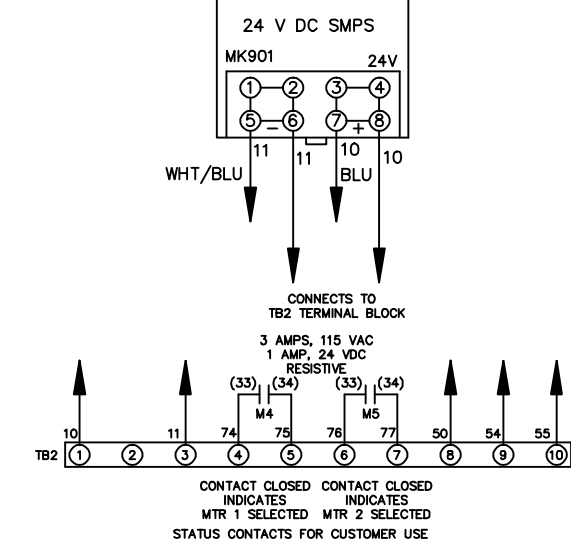 24 V DC SMPS
MK901
24V
1 2 3 4
5 – 6 7 + 8
11 11 10 10
WHT/BLU BLU
CONNECTS TO
TB2 TERMINAL BLOCK
3 AMPS, 115 VAC
1 AMP, 24 VDC
RESISTIVE
(33) (34) (33) (34)
M4 M5
10 11 74 75 76 77 50 54 55
TB2 1 2 3 4 5 6 7 8 9 10
CONTACT CLOSED CONTACT CLOSED
INDICATES INDICATES
MTR 1 SELECTED MTR 2 SELECTED
STATUS CONTACTS FOR CUSTOMER USE